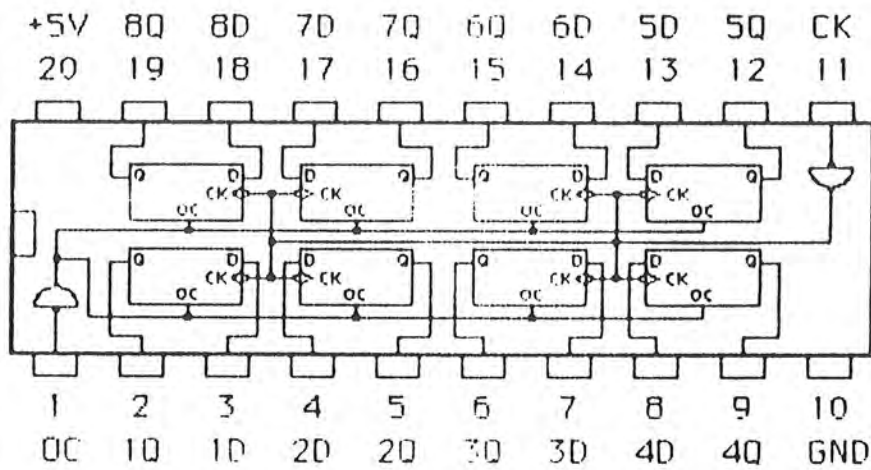 +5V 8Q 8D 7D 7Q 6Q 6D 5D 5Q CK
20 19 18 17 16 15 14 13 12 11
Q D D Q Q D D Q
CK CK CK CK
OC OC OC OC
Q D D Q Q D D Q
CK CK CK CK
OC OC OC OC
1 2 3 4 5 6 7 8 9 10
OC 1Q 1D 2D 2Q 3Q 3D 4D 4Q GND